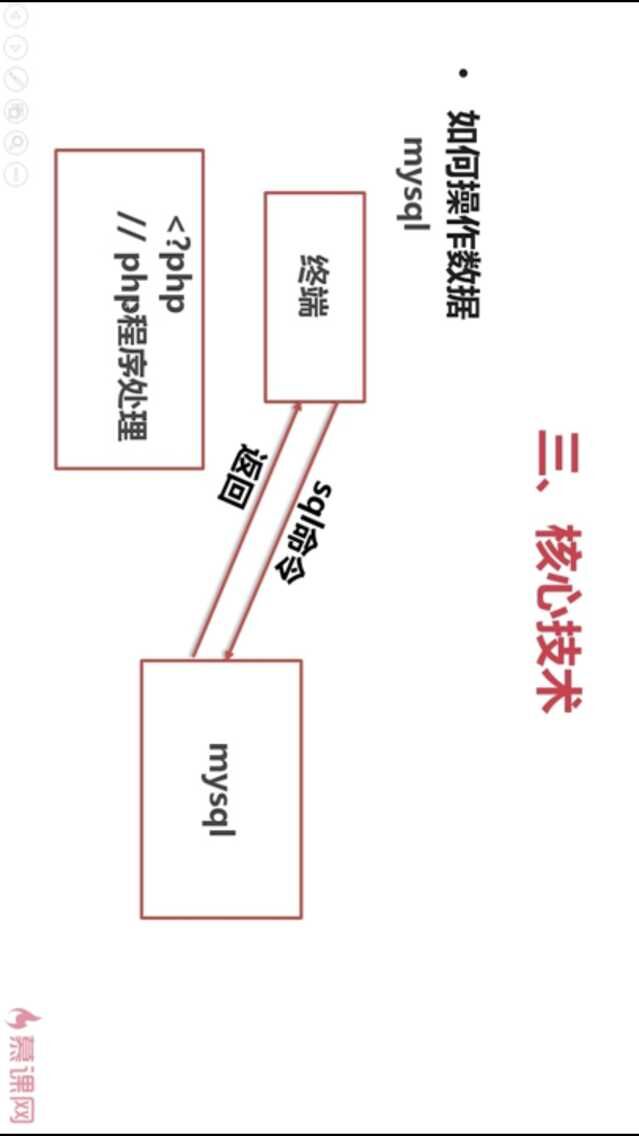 三、核心技术
• 如何操作数据
mysql
终端
sql命令
返回
mysql
<?php
// php程序处理
慕课网